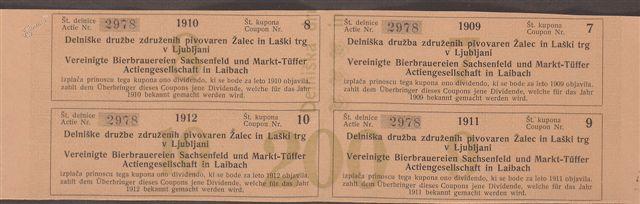 Št. delnice
Actie Nr. 2978 1910 Št. kupona
Coupon Nr. 8
Delniške družbe združenih pivovaren Žalec in Laški trg
v Ljubljani
Vereinigte Bierbrauereien Sachsenfeld und Markt-Tüffer
Actiengesellschaft in Laibach
izplača prinoscu tega kupona ono dividendo, ki se bode za leto 1910 objavila.
zahlt dem Überbringer dieses Coupons jene Dividende, welche für das Jahr
1910 bekannt gemacht werden wird.
Št. delnice
Actie Nr. 2978 1909 Št. kupona
Coupon Nr. 7
Delniška družba združenih pivovaren Žalec in Laški trg
v Ljubljani
Vereinigte Bierbrauereien Sachsenfeld und Markt-Tüffer
Actiengesellschaft in Laibach
izplača prinoscu tega kupona ono dividendo, ki se bode za leto 1909 objavila.
zahlt dem Überbringer dieses Coupons jene Dividende, welche für das Jahr
1909 bekannt gemacht werden wird.
Št. delnice
Actie Nr. 2978 1912 Št. kupona
Coupon Nr. 10
Delniška družba združenih pivovaren Žalec in Laški trg
v Ljubljani
Vereinigte Bierbrauereien Sachsenfeld und Markt-Tüffer
Actiengesellschaft in Laibach
izplača prinoscu tega kupona ono dividendo, ki se bode za leto 1912 objavila.
zahlt dem Überbringer dieses Coupons jene Dividende, welche für das Jahr
1912 bekannt gemacht werden wird.
Št. delnice
Actie Nr. 2978 1911 Št. kupona
Coupon Nr. 9
Delniška družba združenih pivovaren Žalec in Laški trg
v Ljubljani
Vereinigte Bierbrauereien Sachsenfeld und Markt-Tüffer
Actiengesellschaft in Laibach
izplača prinoscu tega kupona ono dividendo, ki se bode za leto 1911 objavila.
zahlt dem Überbringer dieses Coupons jene Dividende, welche für das Jahr
1911 bekannt gemacht werden wird.
200